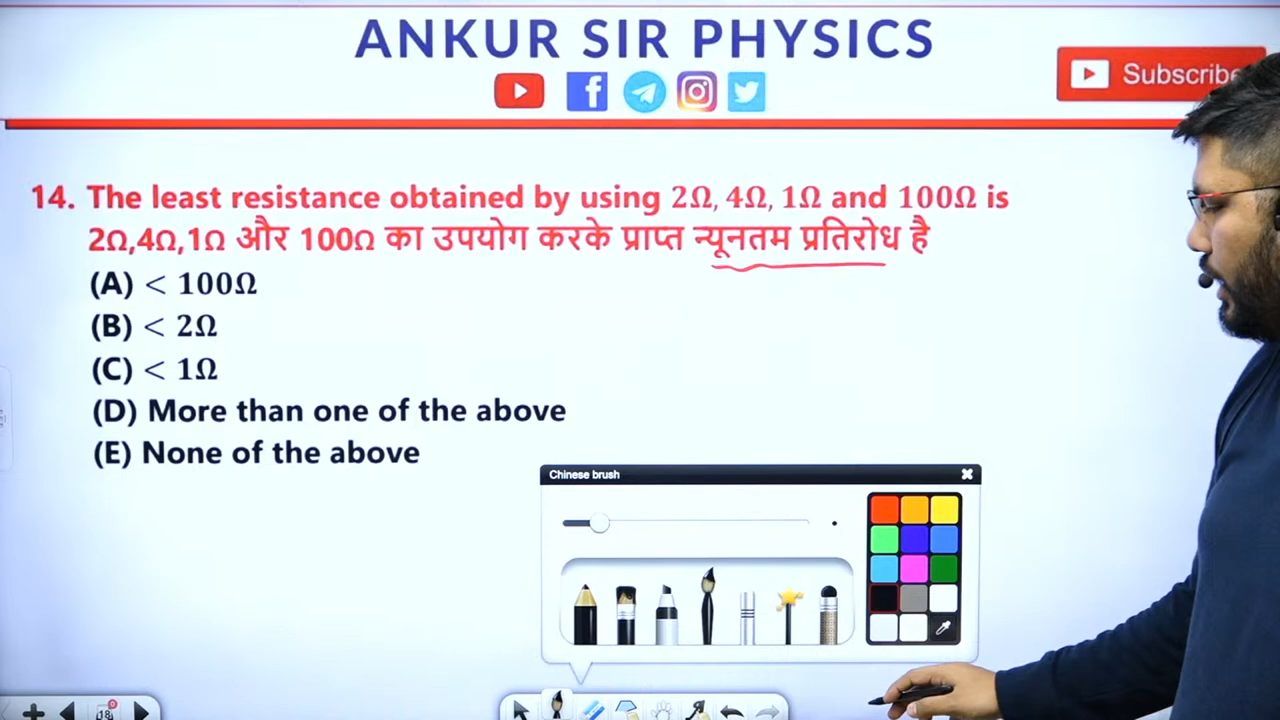 ANKUR SIR PHYSICS
Subscribe
14. The least resistance obtained by using 2Ω, 4Ω, 1Ω and 100Ω is
2Ω,4Ω,1Ω और 100Ω का उपयोग करके प्राप्त न्यूनतम प्रतिरोध है
(A) < 100Ω
(B) < 2Ω
(C) < 1Ω
(D) More than one of the above
(E) None of the above
Chinese brush
18